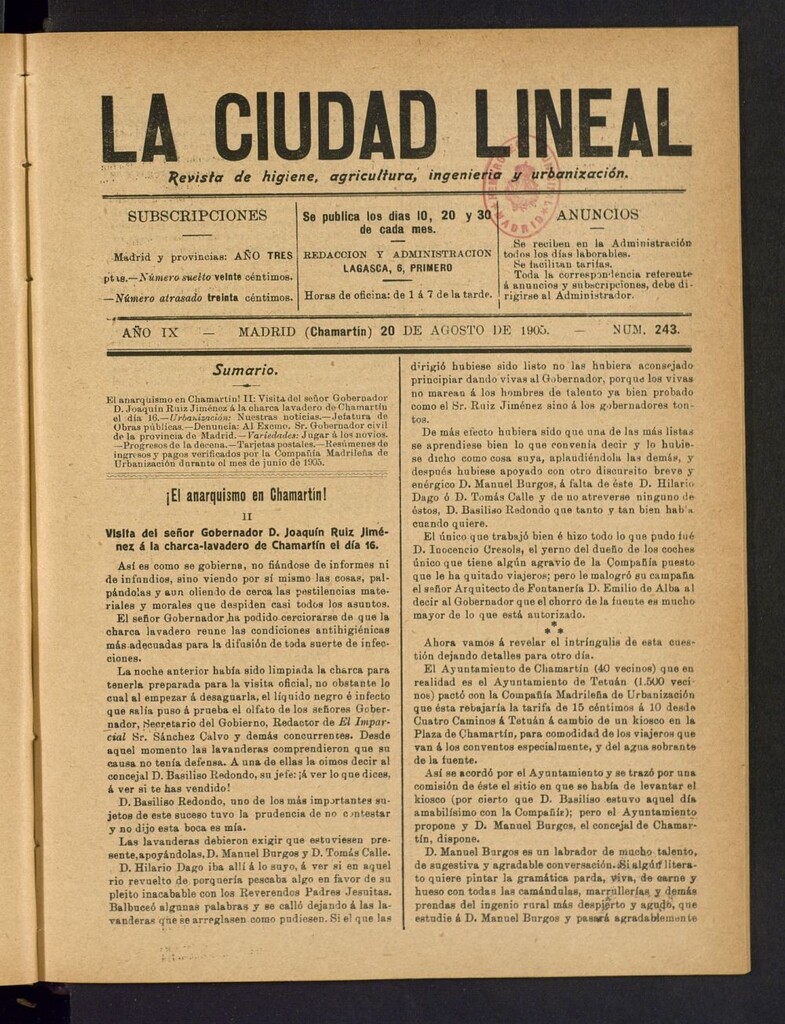 LA CIUDAD LINEAL
Revista de higiene, agricultura, ingenieria y urbanización.
SUBSCRIPCIONES
Madrid y provincias: AÑO TRES
ptas.—Número suelto veinte céntimos.
—Número atrasado treinta céntimos.
Se publica los dias 10, 20 y 30
de cada mes.
REDACCION Y ADMINISTRACION
LAGASCA, 6, PRIMERO
Horas de oficina: de 1 á 7 de la tarde.
ANUNCIOS
Se reciben en la Administración
todos los días laborables.
Se facilitan tarifas.
Toda la correspondencia referente
á anuncios y subscripciones, debe di-
rigirse al Administrador.
AÑO IX — MADRID (Chamartin) 20 DE AGOSTO DE 1905. — NUM. 243.
Sumario.
El anarquismo en Chamartín! II: Visita del señor Gobernador
D. Joaquín Ruiz Jiménez á la charca lavadero de Chamartín
el día 16.—Urbanización: Nuestras noticias.—Jefatura de
Obras públicas.—Denuncia: Al Excmo. Sr. Gobernador civil
de la provincia de Madrid.—Variedades: Jugar á los novios.
—Progresos de la decena.—Tarjetas postales.—Resúmenes de
ingresos y pagos verificados por la Compañía Madrileña de
Urbanización durante el mes de junio de 1905.
¡El anarquismo en Chamartin!
II
Visita del señor Gobernador D. Joaquín Ruiz Jimé-
nez á la charca-lavadero de Chamartín el día 16.
Así es como se gobierna, no fiándose de informes ni
de infundios, sino viendo por sí mismo las cosas, pal-
pándolas y aun oliendo de cerca las pestilencias mate-
riales y morales que despiden casi todos los asuntos.
El señor Gobernador ha podido cerciorarse de que la
charca lavadero reune las condiciones antihigiénicas
más adecuadas para la difusión de toda suerte de infec-
ciones.
La noche anterior había sido limpiada la charca para
tenerla preparada para la visita oficial, no obstante lo
cual al empezar á desaguarla, el líquido negro é infecto
que salía puso á prueba el olfato de los señores Gober-
nador, Secretario del Gobierno, Redactor de El Impar-
cial Sr. Sánchez Calvo y demás concurrentes. Desde
aquel momento las lavanderas comprendieron que su
causa no tenía defensa. A una de ellas la oimos decir al
concejal D. Basiliso Redondo, su jefe: ¡á ver lo que dices,
á ver si te has vendido!
D. Basiliso Redondo, uno de los más importantes su-
jetos de este suceso tuvo la prudencia de no contestar
y no dijo esta boca es mía.
Las lavanderas debieron exigir que estuviesen pre-
sente, apoyándolas, D. Manuel Burgos y D. Tomás Calle.
D. Hilario Dago iba allí á lo suyo, á ver si en aquel
revuelto de porquería pescaba algo en favor de su
pleito inacabable con los Reverendos Padres Jesuitas.
Balbuceó algunas palabras y se calló dejando á las la-
vanderas que se arreglasen como pudiesen. Si el que las
dirigió hubiese sido listo no las hubiera aconsejado
principiar dando vivas al Gobernador, porque los vivas
no marean á los hombres de talento ya bien probado
como el Sr. Ruiz Jiménez sino á los gobernadores ton-
tos.
De más efecto hubiera sido que una de las más listas
se aprendiese bien lo que convenía decir y lo hubie-
se dicho como cosa suya, aplaudiéndola las demás, y
después hubiese apoyado con otro discursito breve y
enérgico D. Manuel Burgos, á falta de éste D. Hilario
Dago ó D. Tomás Calle y de no atreverse ninguno de
éstos, D. Basiliso Redondo que tanto y tan bien habla
cuando quiere.
El único que trabajó bien é hizo todo lo que pudo fué
D. Inocencio Cresols, el yerno del dueño de los coches
único que tiene algún agravio de la Compañía puesto
que le ha quitado viajeros; pero le malogró su campaña
el señor Arquitecto de Fontanería D. Emilio de Alba al
decir al Gobernador que el chorro de la fuente es mucho
mayor de lo que está autorizado.
* * *
Ahora vamos á revelar el intríngulis de esta cues-
tión dejando detalles para otro día.
El Ayuntamiento de Chamartín (40 vecinos) que en
realidad es el Ayuntamiento de Tetuán (1.500 veci-
nos) pactó con la Compañía Madrileña de Urbanización
que ésta rebajaría la tarifa de 15 céntimos á 10 desde
Cuatro Caminos á Tetuán á cambio de un kiosco en la
Plaza de Chamartín, para comodidad de los viajeros que
van á los conventos especialmente, y del agua sobrante
de la fuente.
Así se acordó por el Ayuntamiento y se trazó por una
comisión de éste el sitio en que se había de levantar el
kiosco (por cierto que D. Basiliso estuvo aquel día
amabilísimo con la Compañía); pero el Ayuntamiento
propone y D. Manuel Burgos, el concejal de Chamar-
tín, dispone.
D. Manuel Burgos es un labrador de mucho talento,
de sugestiva y agradable conversación. Si algún litera-
to quiere pintar la gramática parda, viva, de carne y
hueso con todas las camándulas, marrullerías y demás
prendas del ingenio rural más despierto y agudo, que
estudie á D. Manuel Burgos y pasará agradablemente
MADRID